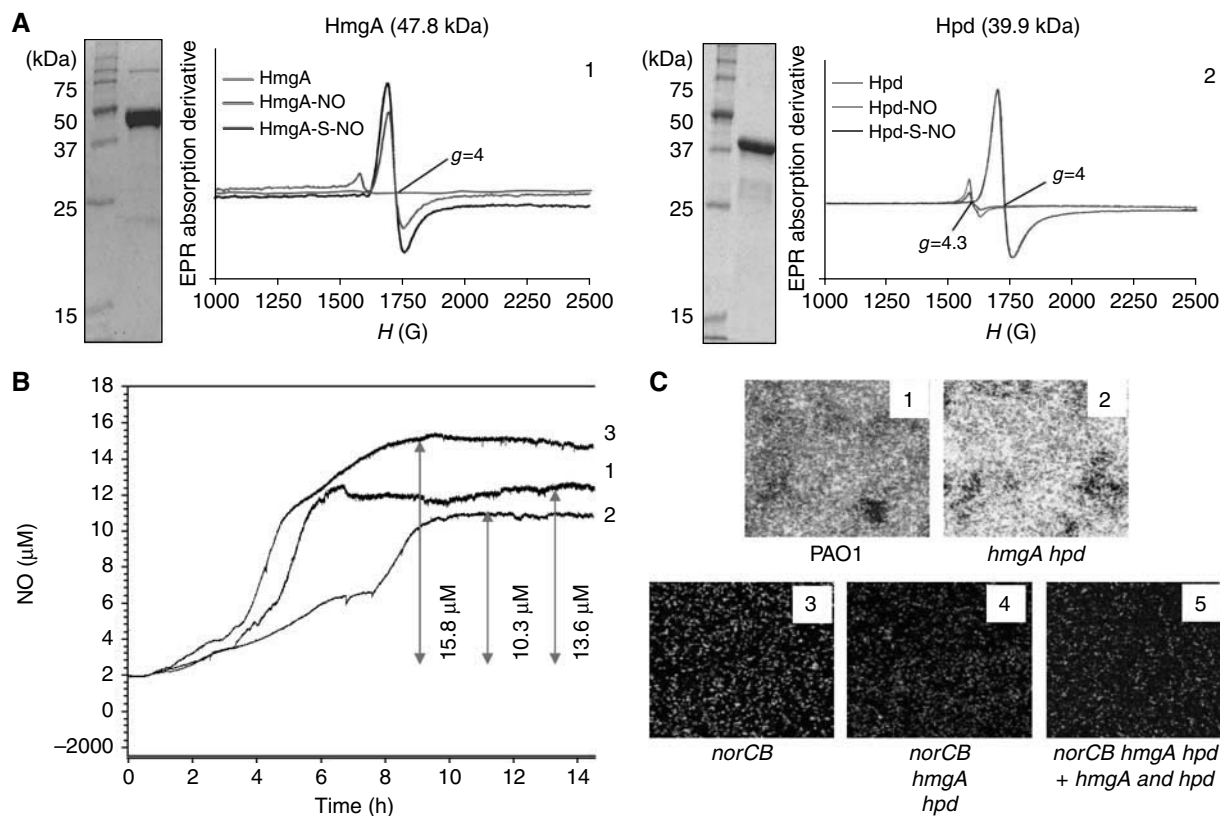 A
HmgA (47.8 kDa)
(kDa)
75
50
37
25
15
EPR absorption derivative
HmgA
HmgA-NO
HmgA-S-NO
1
g=4
1000 1250 1500 1750 2000 2250 2500
H (G)
Hpd (39.9 kDa)
(kDa)
75
50
37
25
15
EPR absorption derivative
Hpd
Hpd-NO
Hpd-S-NO
2
g=4
g=4.3
1000 1250 1500 1750 2000 2250 2500
H (G)
B
NO (µM)
18
16
14
12
10
8
6
4
2
0
−2000
3
1
2
15.8 µM
10.3 µM
13.6 µM
0 2 4 6 8 10 12 14
Time (h)
C
1
2
PAO1
hmgA hpd
3
4
5
norCB
norCB
hmgA
hpd
norCB hmgA hpd
+ hmgA and hpd